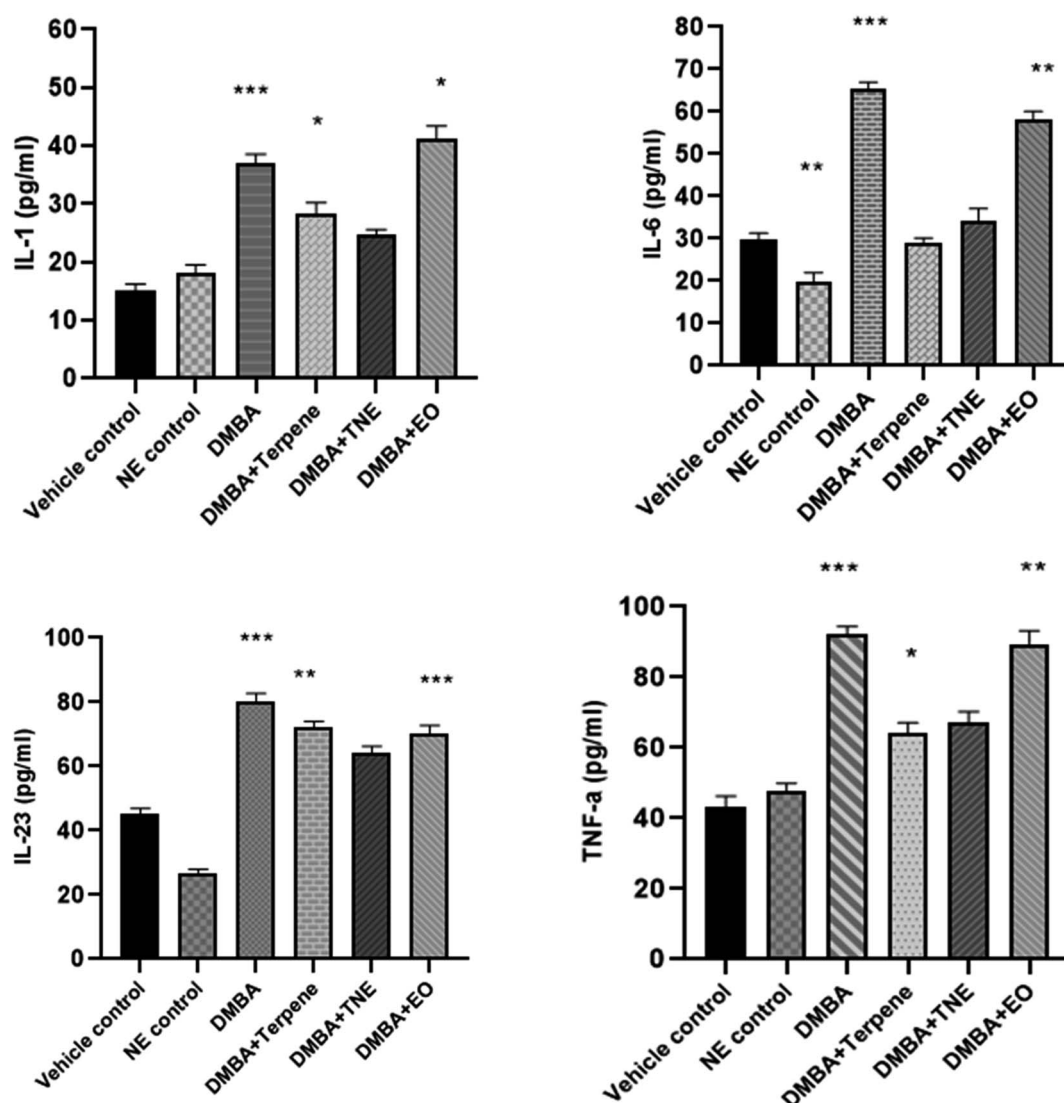 IL-1 (pg/ml)
60
50
40
30
20
10
0
***
*
*
Vehicle control
NE control
DMBA
DMBA+Terpene
DMBA+TNE
DMBA+EO
IL-6 (pg/ml)
80
70
60
50
40
30
20
10
0
**
***
**
Vehicle control
NE control
DMBA
DMBA+Terpene
DMBA+TNE
DMBA+EO
IL-23 (pg/ml)
100
80
60
40
20
0
***
**
***
Vehicle control
NE control
DMBA
DMBA+Terpene
DMBA+TNE
DMBA+EO
TNF-a (pg/ml)
100
80
60
40
20
0
***
*
**
Vehicle control
NE control
DMBA
DMBA+Terpene
DMBA+TNE
DMBA+EO